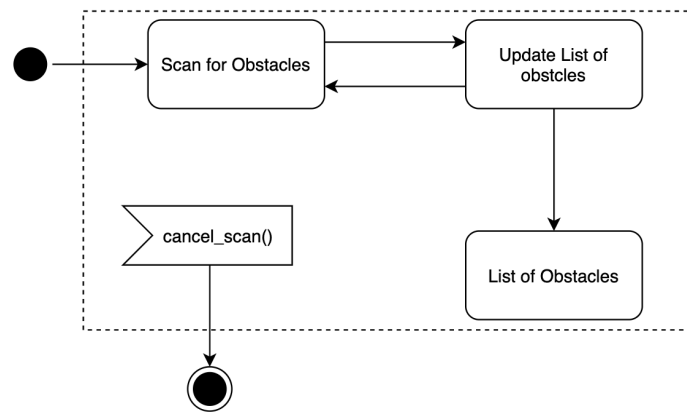 Scan for Obstacles
Update List of
obstcles
cancel_scan()
List of Obstacles